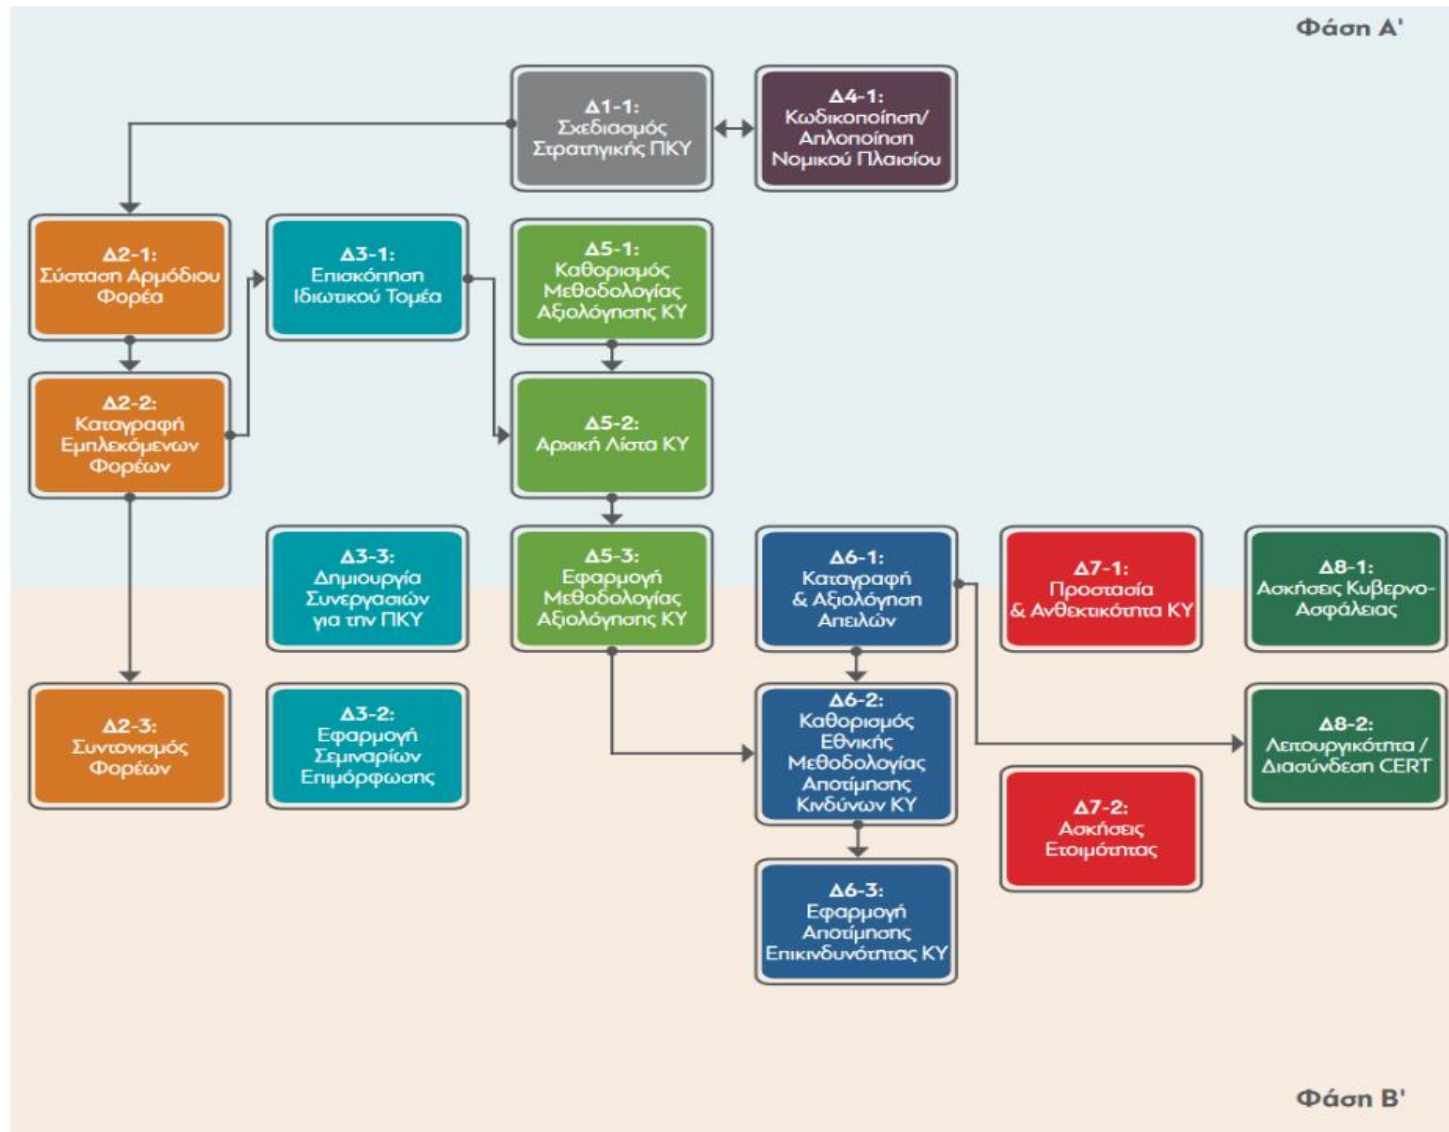 Φάση Α'
Δ1-1:
Σχεδιασμός
Στρατηγικής ΠΚΥ
Δ4-1:
Κωδικοποίηση/
Απλοποίηση
Νομικού Πλαισίου
Δ2-1:
Σύσταση Αρμόδιου
Φορέα
Δ3-1:
Επισκόπηση
Ιδιωτικού Τομέα
Δ5-1:
Καθορισμός
Μεθοδολογίας
Αξιολόγησης ΚΥ
Δ2-2:
Καταγραφή
Εμπλεκόμενων
Φορέων
Δ5-2:
Αρχική Λίστα ΚΥ
Δ3-3:
Δημιουργία
Συνεργασιών
για την ΠΚΥ
Δ5-3:
Εφαρμογή
Μεθοδολογίας
Αξιολόγησης ΚΥ
Δ6-1:
Καταγραφή
& Αξιολόγηση
Απειλών
Δ7-1:
Προστασία
& Ανθεκτικότητα ΚΥ
Δ8-1:
Ασκήσεις Κυβερνο-
Ασφάλειας
Δ2-3:
Συντονισμός
Φορέων
Δ3-2:
Εφαρμογή
Σεμιναρίων
Επιμόρφωσης
Δ6-2:
Καθορισμός
Εθνικής
Μεθοδολογίας
Αποτίμησης
Κινδύνων ΚΥ
Δ8-2:
Λειτουργικότητα /
Διασύνδεση CERT
Δ7-2:
Ασκήσεις
Ετοιμότητας
Δ6-3:
Εφαρμογή
Αποτίμησης
Επικινδυνότητας ΚΥ
Φάση Β'